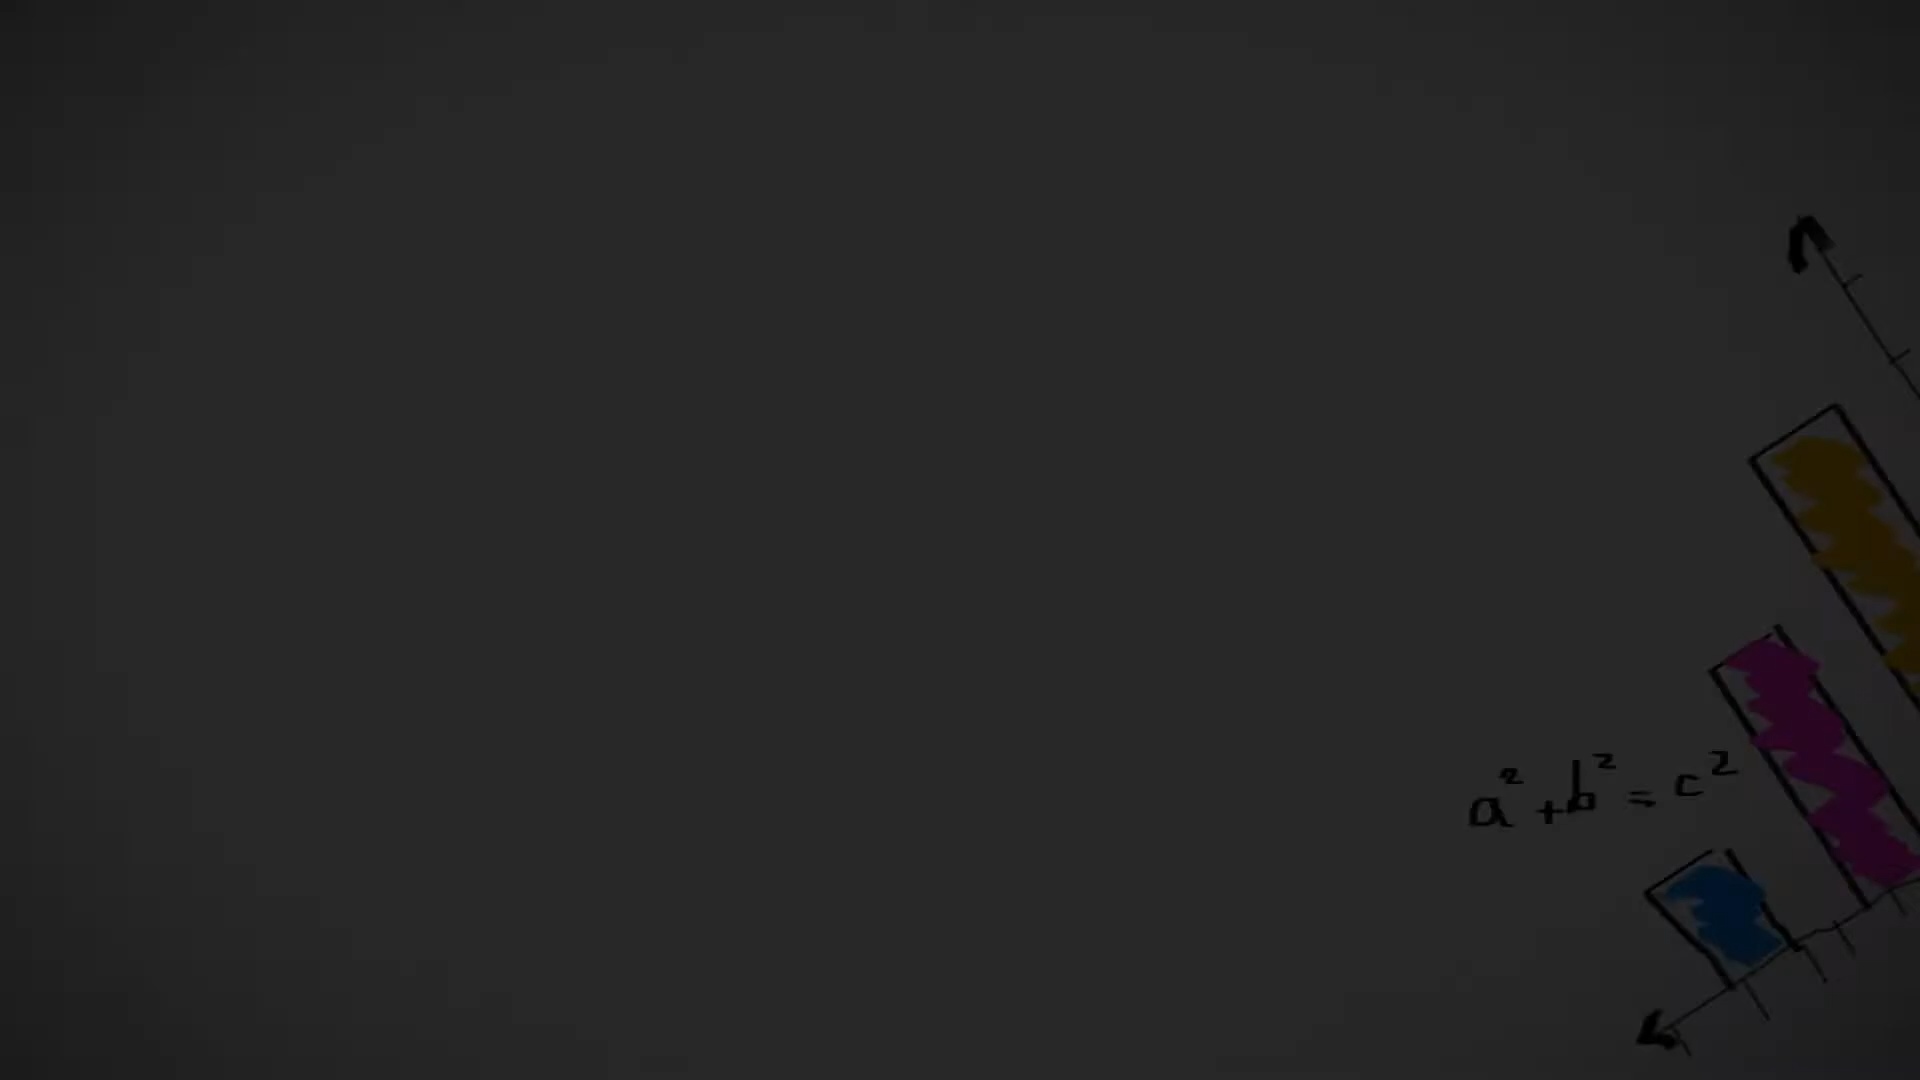 a² + b² = c²